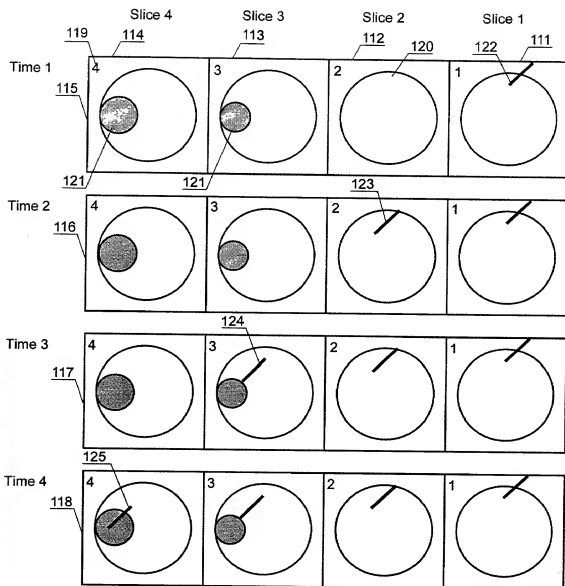 Slice 4 Slice 3 Slice 2 Slice 1
119 114 113 112 120 122 111
Time 1 4 3 2 1
115
121 121
Time 2 4 3 2 123 1
116
Time 3 4 3 124 2 1
117
Time 4 125 4 3 2 1
118